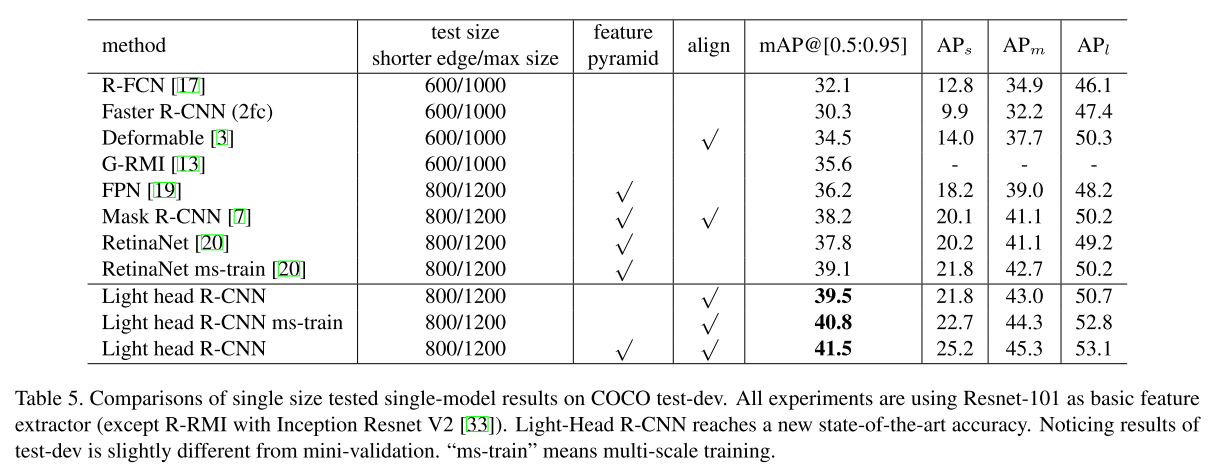 method test size feature align mAP@[0.5:0.95] APs APm APl
shorter edge/max size pyramid
R-FCN [17] 600/1000 32.1 12.8 34.9 46.1
Faster R-CNN (2fc) 600/1000 30.3 9.9 32.2 47.4
Deformable [3] 600/1000 √ 34.5 14.0 37.7 50.3
G-RMI [13] 600/1000 35.6 - - -
FPN [19] 800/1200 √ 36.2 18.2 39.0 48.2
Mask R-CNN [7] 800/1200 √ √ 38.2 20.1 41.1 50.2
RetinaNet [20] 800/1200 √ 37.8 20.2 41.1 49.2
RetinaNet ms-train [20] 800/1200 √ 39.1 21.8 42.7 50.2
Light head R-CNN 800/1200 √ 39.5 21.8 43.0 50.7
Light head R-CNN ms-train 800/1200 √ 40.8 22.7 44.3 52.8
Light head R-CNN 800/1200 √ √ 41.5 25.2 45.3 53.1
Table 5. Comparisons of single size tested single-model results on COCO test-dev. All experiments are using Resnet-101 as basic feature
extractor (except R-RMI with Inception Resnet V2 [33]). Light-Head R-CNN reaches a new state-of-the-art accuracy. Noticing results of
test-dev is slightly different from mini-validation. “ms-train” means multi-scale training.